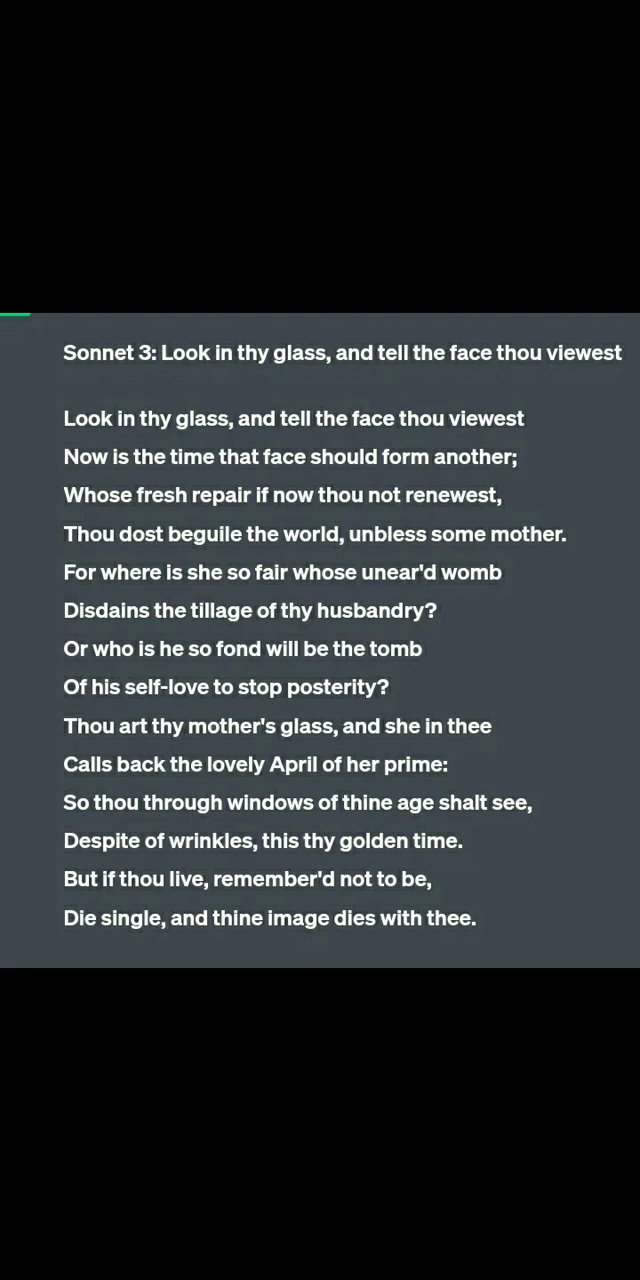 Sonnet 3: Look in thy glass, and tell the face thou viewest
Look in thy glass, and tell the face thou viewest
Now is the time that face should form another;
Whose fresh repair if now thou not renewest,
Thou dost beguile the world, unbless some mother.
For where is she so fair whose unear'd womb
Disdains the tillage of thy husbandry?
Or who is he so fond will be the tomb
Of his self-love to stop posterity?
Thou art thy mother's glass, and she in thee
Calls back the lovely April of her prime:
So thou through windows of thine age shalt see,
Despite of wrinkles, this thy golden time.
But if thou live, remember'd not to be,
Die single, and thine image dies with thee.